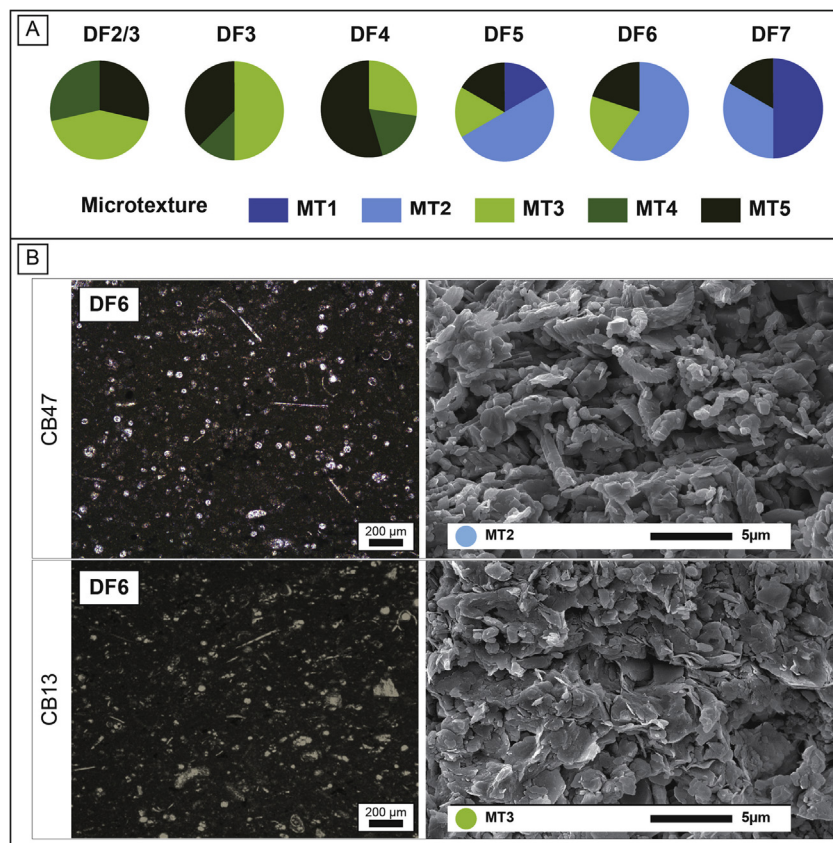 A
DF2/3 DF3 DF4 DF5 DF6 DF7
Microtexture MT1 MT2 MT3 MT4 MT5
B
CB47
DF6
200 µm
MT2 5µm
CB13
DF6
200 µm
MT3 5µm